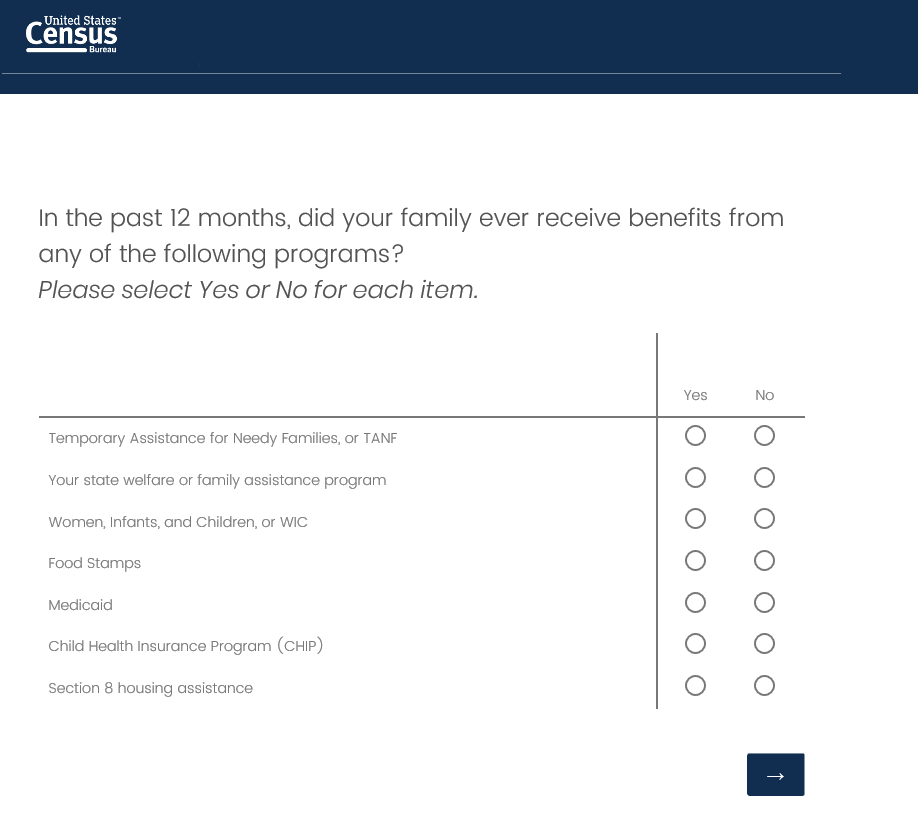 United States™
Census
Bureau
In the past 12 months, did your family ever receive benefits from
any of the following programs?
Please select Yes or No for each item.
Yes No
Temporary Assistance for Needy Families, or TANF
Your state welfare or family assistance program
Women, Infants, and Children, or WIC
Food Stamps
Medicaid
Child Health Insurance Program (CHIP)
Section 8 housing assistance
→